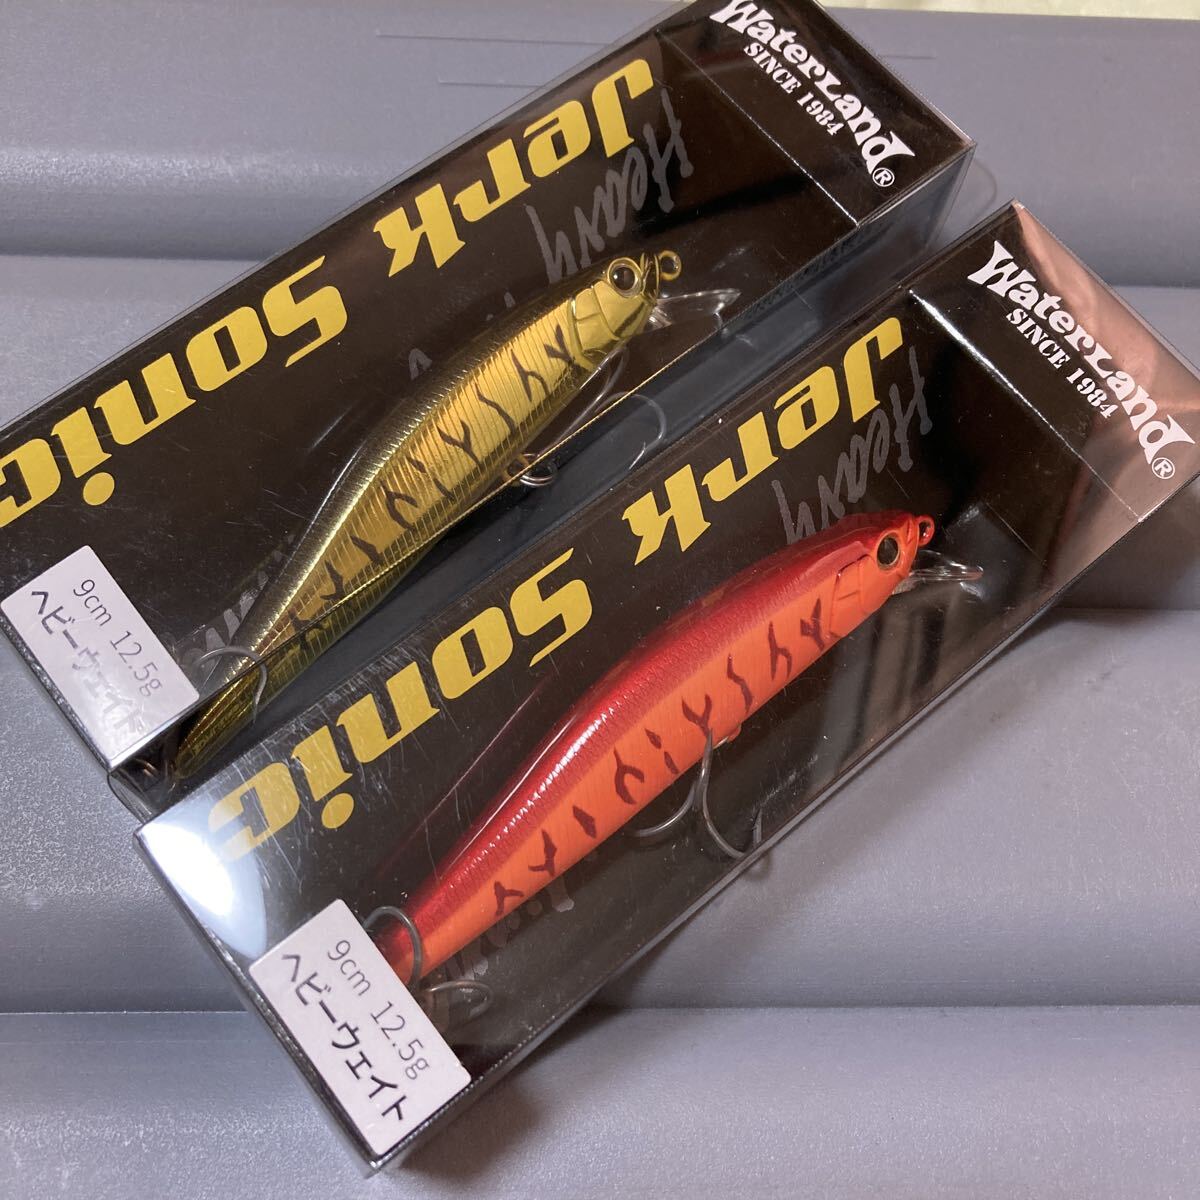 WaterLand®
SINCE 1984
Jerk Sonic
Heavy
9cm 12.5g
ヘビーウェイト
WaterLand®
SINCE 1984
Jerk Sonic
Heavy
9cm 12.5g
ヘビーウェイト